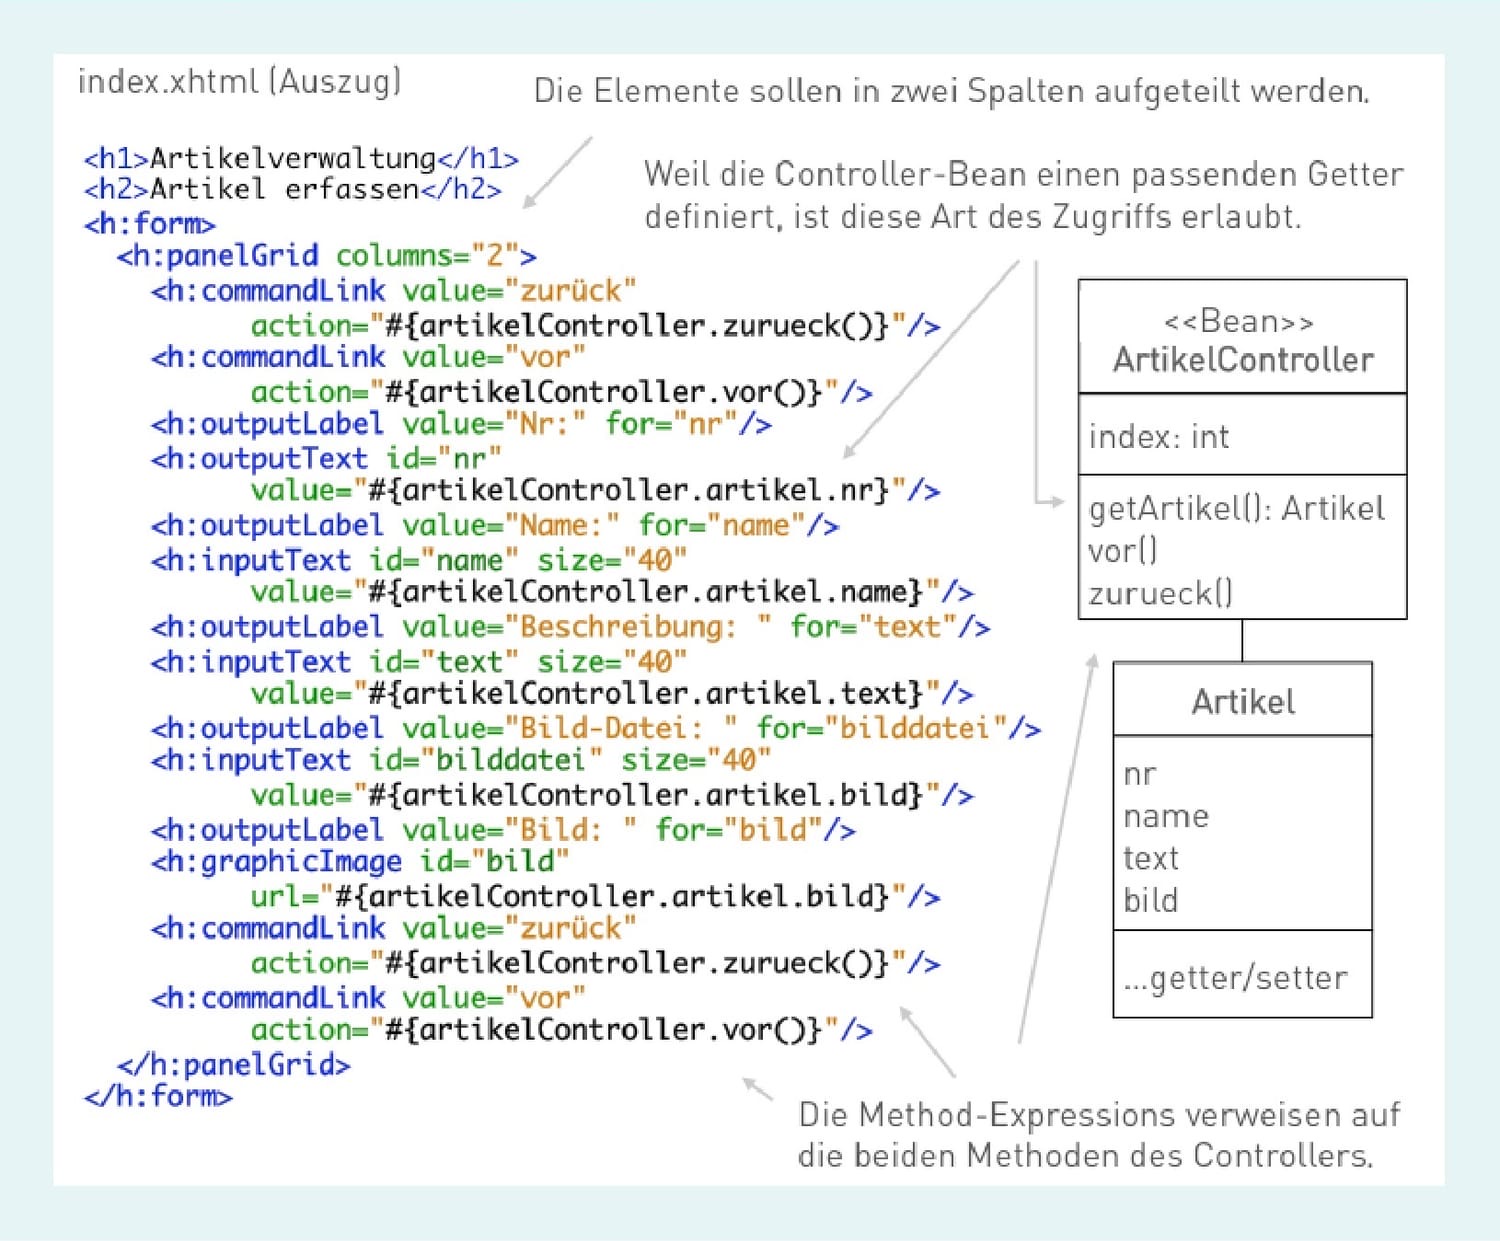 index.xhtml (Auszug)
Die Elemente sollen in zwei Spalten aufgeteilt werden.
Weil die Controller-Bean einen passenden Getter
definiert, ist diese Art des Zugriffs erlaubt.
<h1>Artikelverwaltung</h1>
<h2>Artikel erfassen</h2>
<h:form>
<h:panelGrid columns="2">
<h:commandLink value="zurück"
action="#{artikelController.zurueck()}"/>
<h:commandLink value="vor"
action="#{artikelController.vor()}"/>
<h:outputLabel value="Nr:" for="nr"/>
<h:outputText id="nr"
value="#{artikelController.artikel.nr}"/>
<h:outputLabel value="Name:" for="name"/>
<h:inputText id="name" size="40"
value="#{artikelController.artikel.name}"/>
<h:outputLabel value="Beschreibung: " for="text"/>
<h:inputText id="text" size="40"
value="#{artikelController.artikel.text}"/>
<h:outputLabel value="Bild-Datei: " for="bilddatei"/>
<h:inputText id="bilddatei" size="40"
value="#{artikelController.artikel.bild}"/>
<h:outputLabel value="Bild: " for="bild"/>
<h:graphicImage id="bild"
url="#{artikelController.artikel.bild}"/>
<h:commandLink value="zurück"
action="#{artikelController.zurueck()}"/>
<h:commandLink value="vor"
action="#{artikelController.vor()}"/>
</h:panelGrid>
</h:form>
<<Bean>>
ArtikelController
index: int
getArtikel(): Artikel
vor()
zurueck()
Artikel
nr
name
text
bild
...getter/setter
Die Method-Expressions verweisen auf
die beiden Methoden des Controllers.